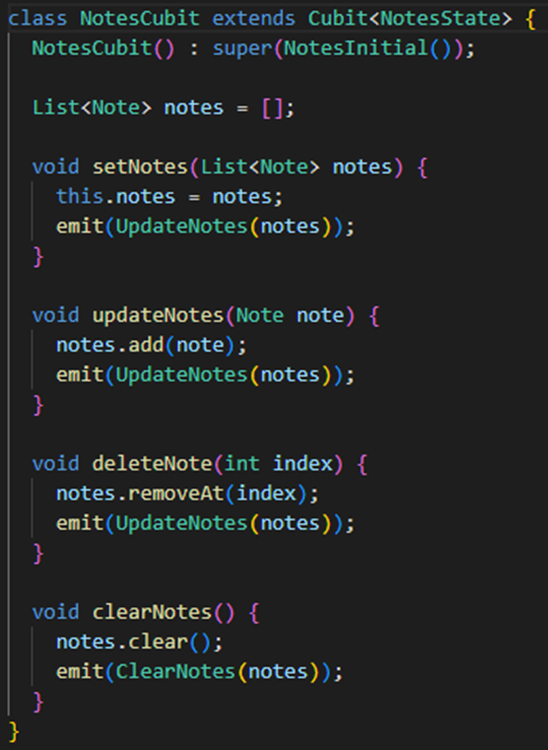 class NotesCubit extends Cubit<NotesState> {
  NotesCubit() : super(NotesInitial());

  List<Note> notes = [];

  void setNotes(List<Note> notes) {
    this.notes = notes;
    emit(UpdateNotes(notes));
  }

  void updateNotes(Note note) {
    notes.add(note);
    emit(UpdateNotes(notes));
  }

  void deleteNote(int index) {
    notes.removeAt(index);
    emit(UpdateNotes(notes));
  }

  void clearNotes() {
    notes.clear();
    emit(ClearNotes(notes));
  }
}